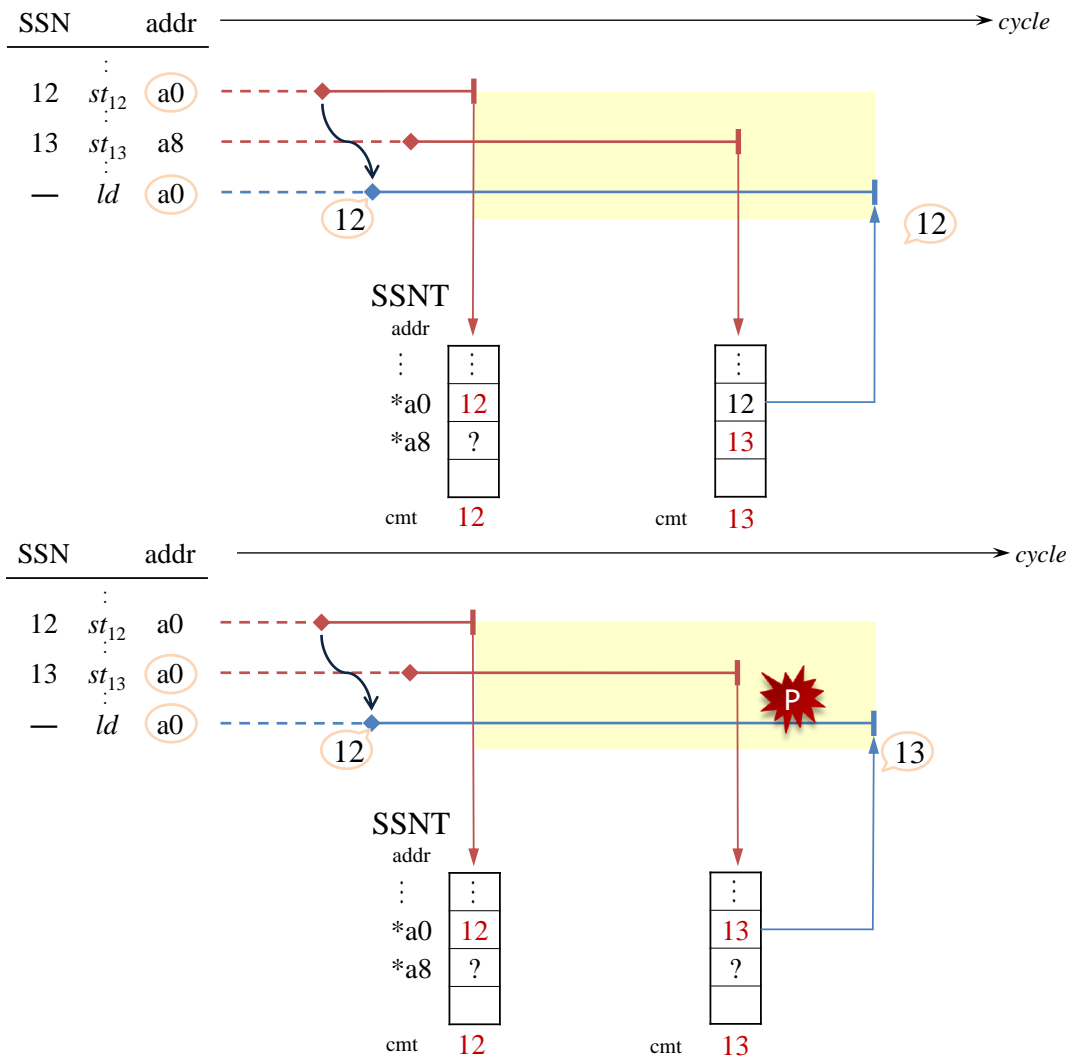 SSN addr cycle
12 st12 a0
13 st13 a8
— ld a0
12 12
SSNT
addr
⋮ ⋮ ⋮
*a0 12 12
*a8 ? 13
cmt 12 cmt 13
SSN addr cycle
12 st12 a0
13 st13 a0
P
— ld a0
12 13
SSNT
addr
⋮ ⋮ ⋮
*a0 12 13
*a8 ? ?
cmt 12 cmt 13